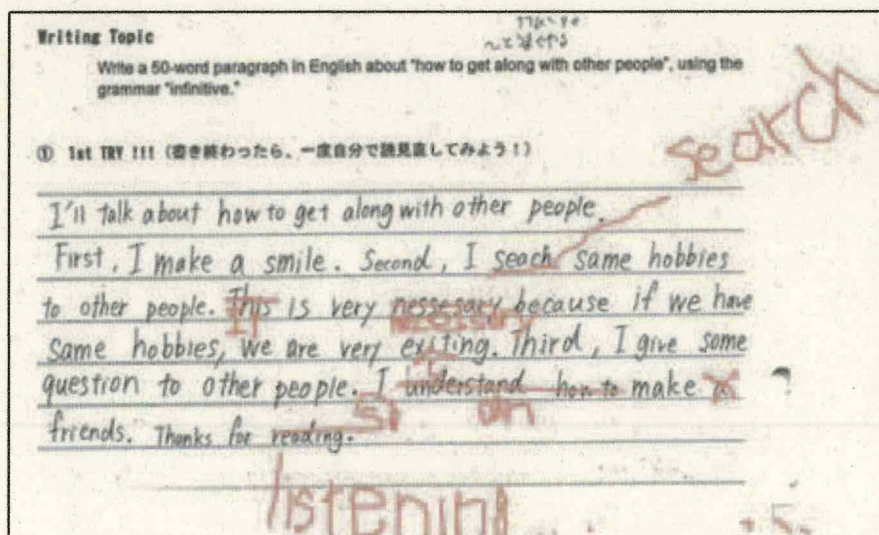 Writing Topic
Write a 50-word paragraph in English about "how to get along with other people", using the
grammar "infinitive."
① 1st TRY !!! (書き終わったら、一度自分で読見直してみよう!)
search
I'll talk about how to get along with other people.
First, I make a smile. Second, I seach same hobbies
to other people. This is very nessesary because if we have
It necessary
same hobbies, we are very exiting. Third, I give some
question to other people. I understand how to make
friends. Thanks for reading.
listening